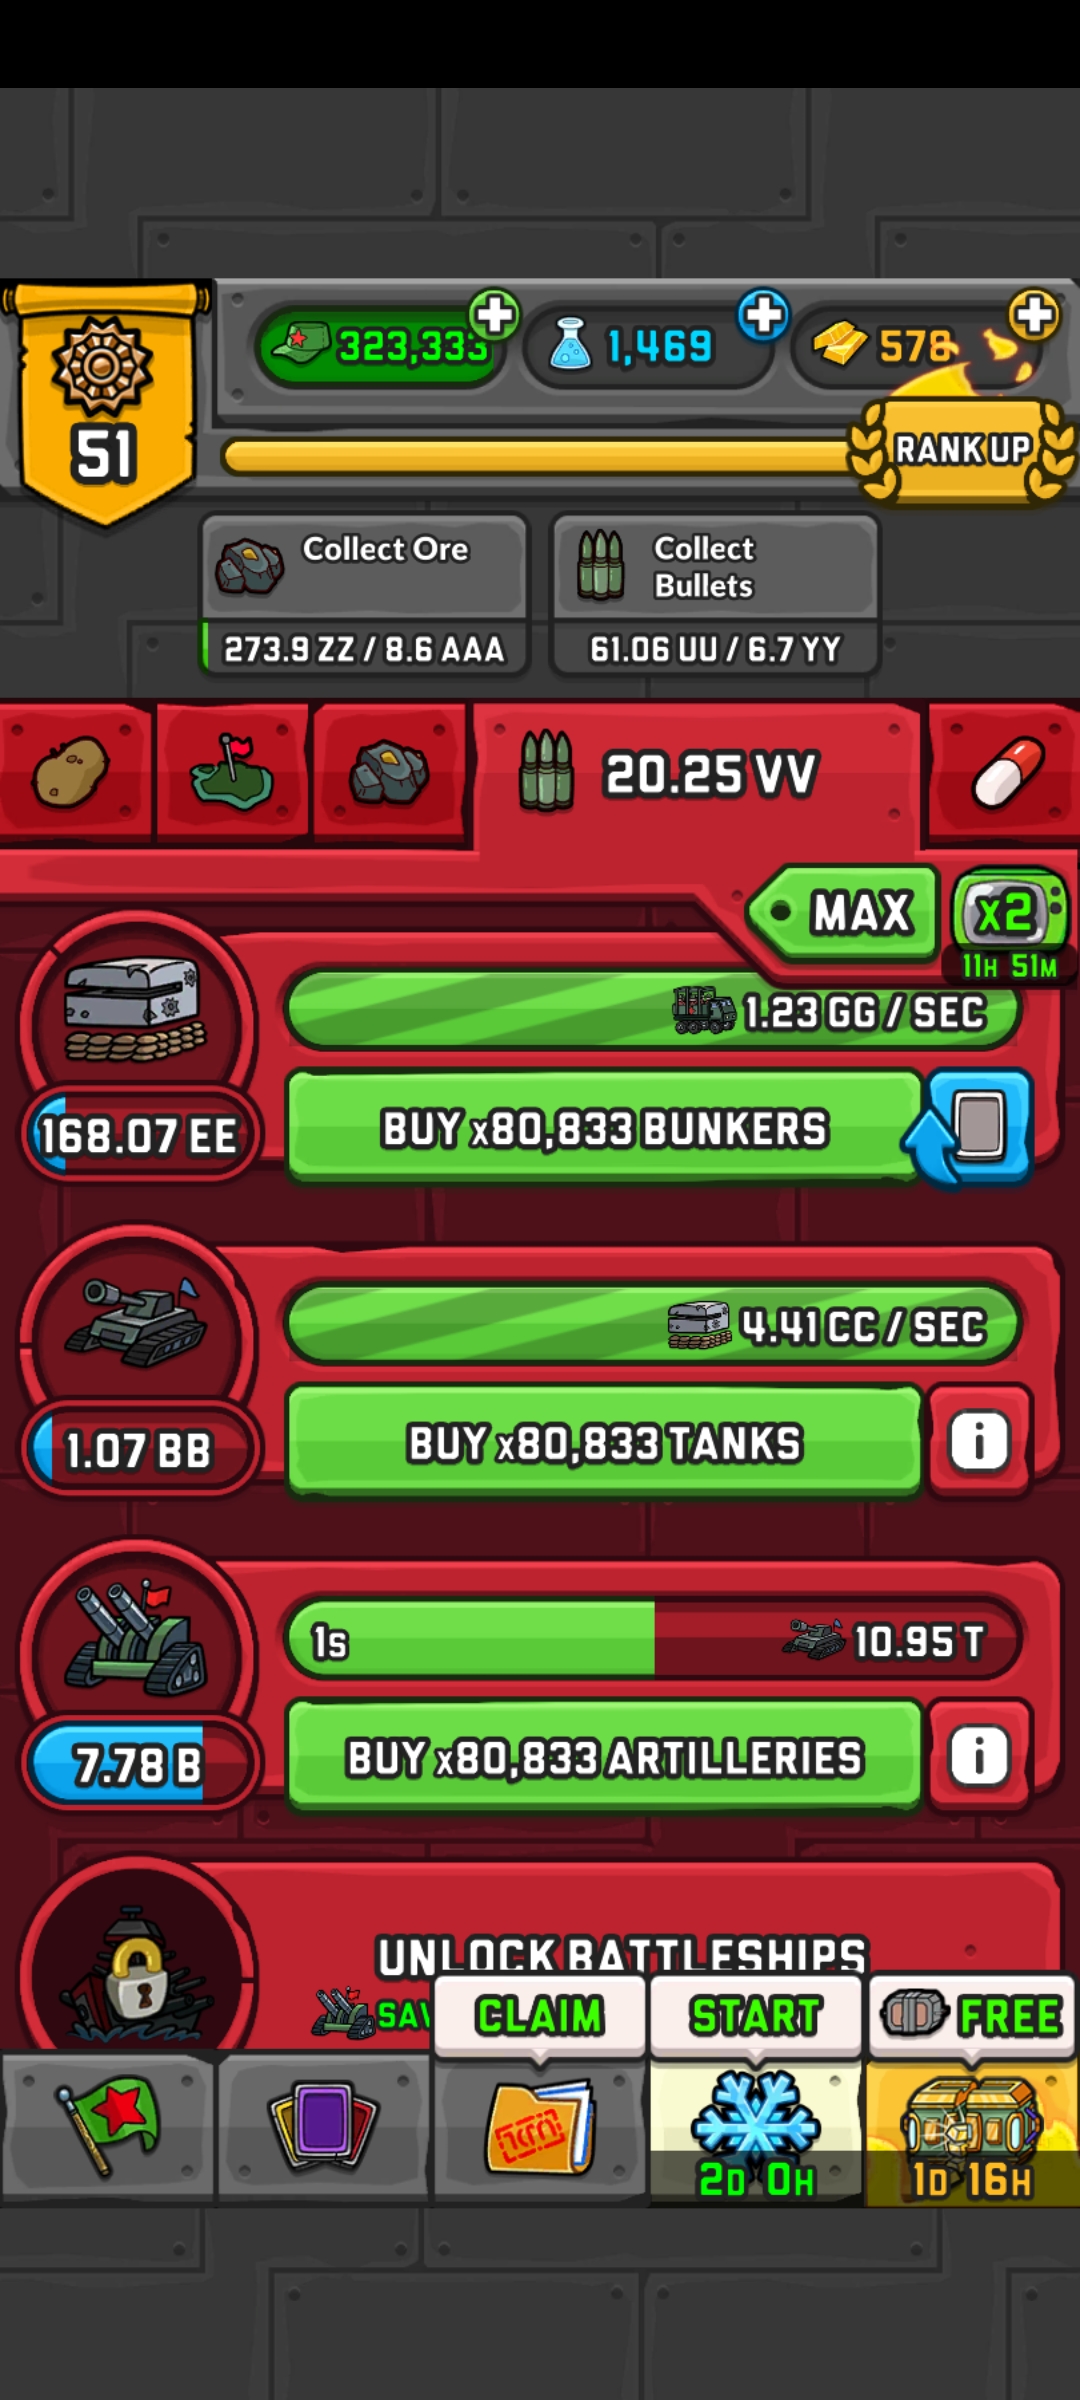 323,333
1,469
578
51
RANK UP
Collect Ore
273.9 ZZ / 8.6 AAA
Collect
Bullets
61.06 UU / 6.7 YY
20.25 VV
MAX
x2
11H 51M
1.23 GG / SEC
168.07 EE
BUY x80,833 BUNKERS
4.41 CC / SEC
1.07 BB
BUY x80,833 TANKS
i
1s
10.95 T
7.78 B
BUY x80,833 ARTILLERIES
i
UNLOCK BATTLESHIPS
CLAIM
START
FREE
2D 0H
1D 16H